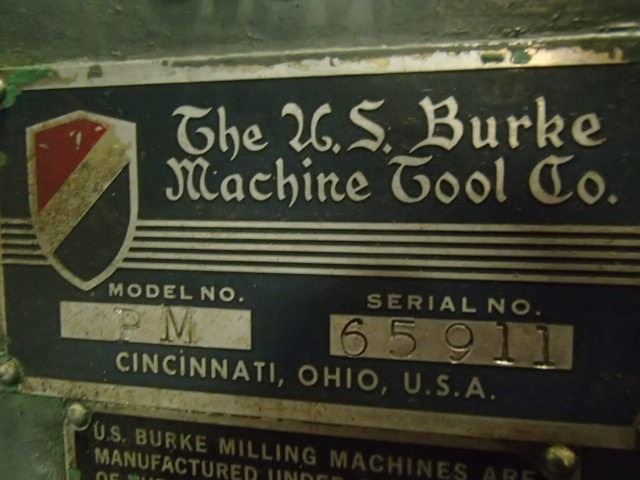 The U.S. Burke
Machine Tool Co.
MODEL NO.
PM
SERIAL NO.
65911
CINCINNATI, OHIO, U.S.A.
U.S. BURKE MILLING MACHINES ARE
MANUFACTURED UNDER
OF